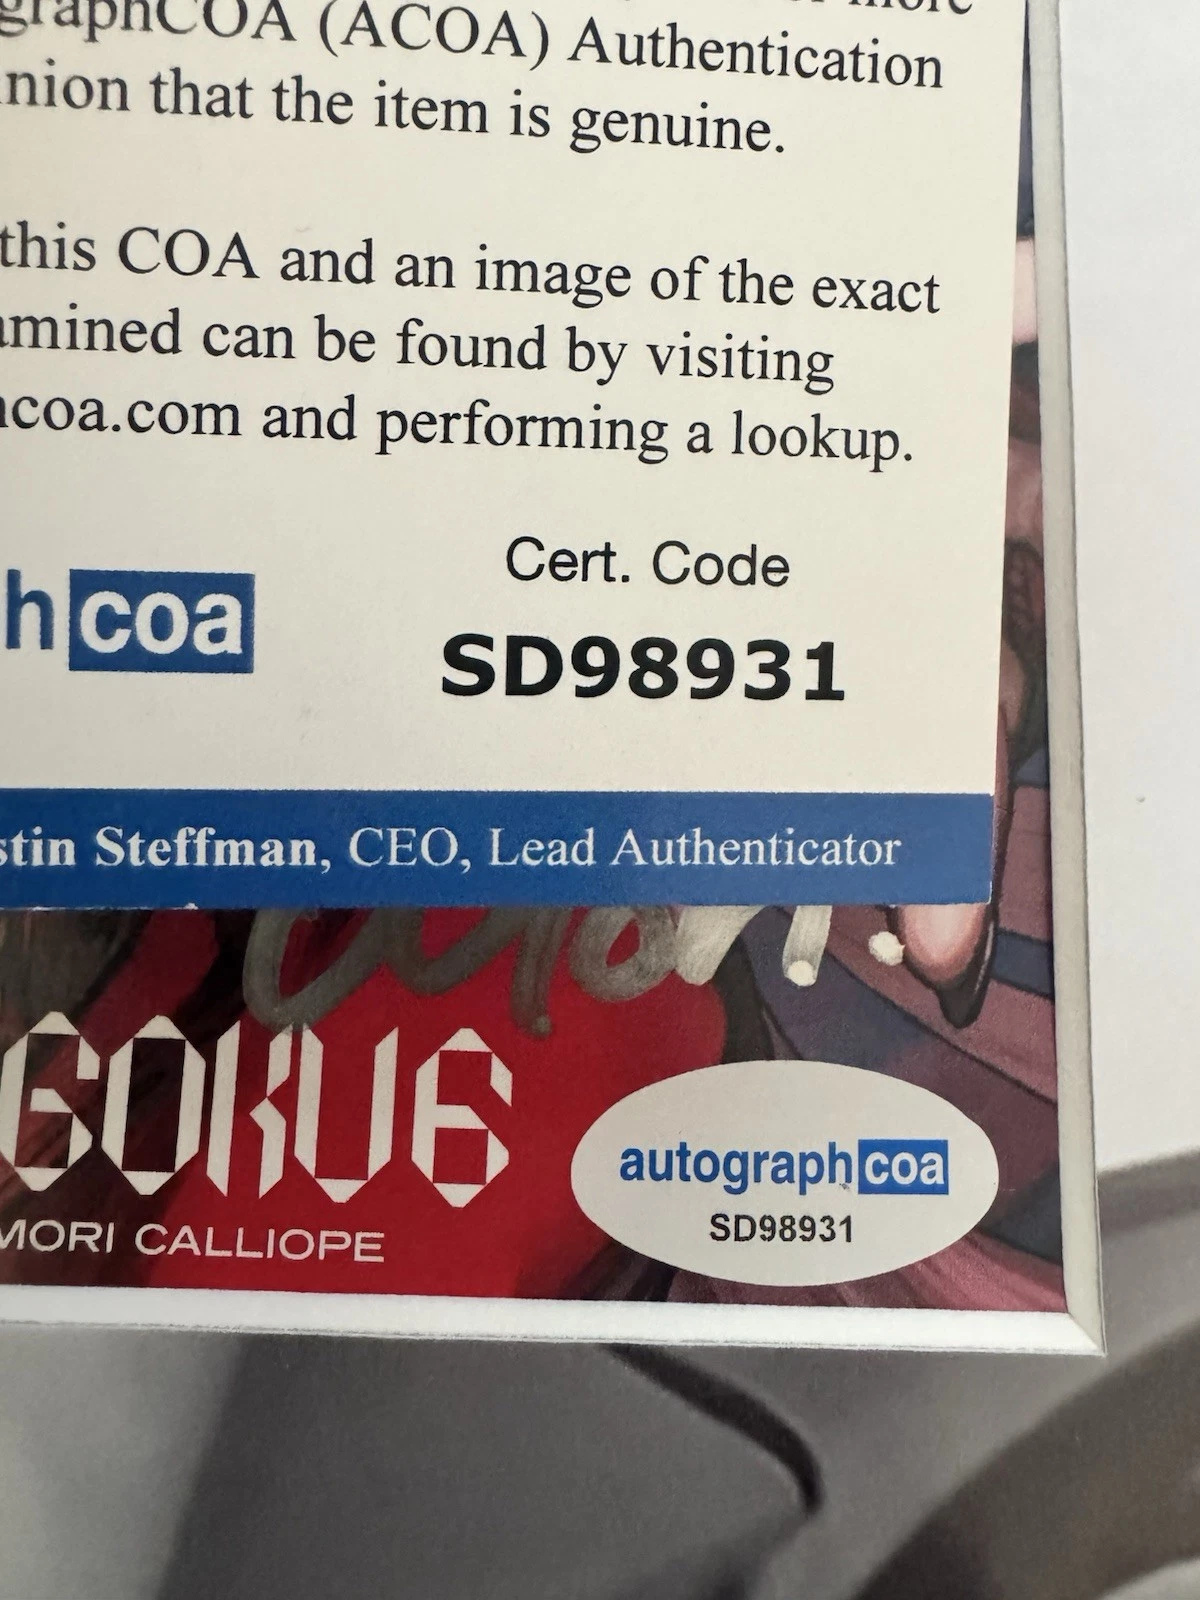 graphCOA (ACOA) Authentication
nion that the item is genuine.
this COA and an image of the exact
mined can be found by visiting
coa.com and performing a lookup.
Cert. Code
hcoa
SD98931
stin Steffman, CEO, Lead Authenticator
MORI CALLIOPE
autographcoa
SD98931